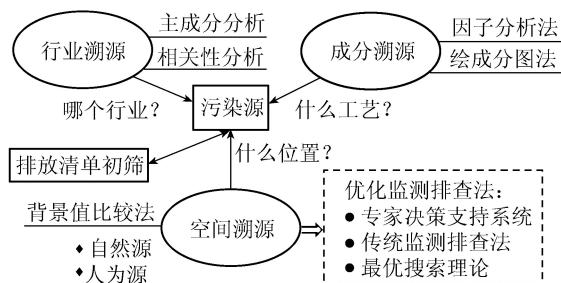 行业溯源
主成分分析
相关性分析
成分溯源
因子分析法
绘成分图法
哪个行业？
污染源
什么工艺？
排放清单初筛
什么位置？
背景值比较法
♦自然源
♦人为源
空间溯源
优化监测排查法：
●专家决策支持系统
●传统监测排查法
●最优搜索理论